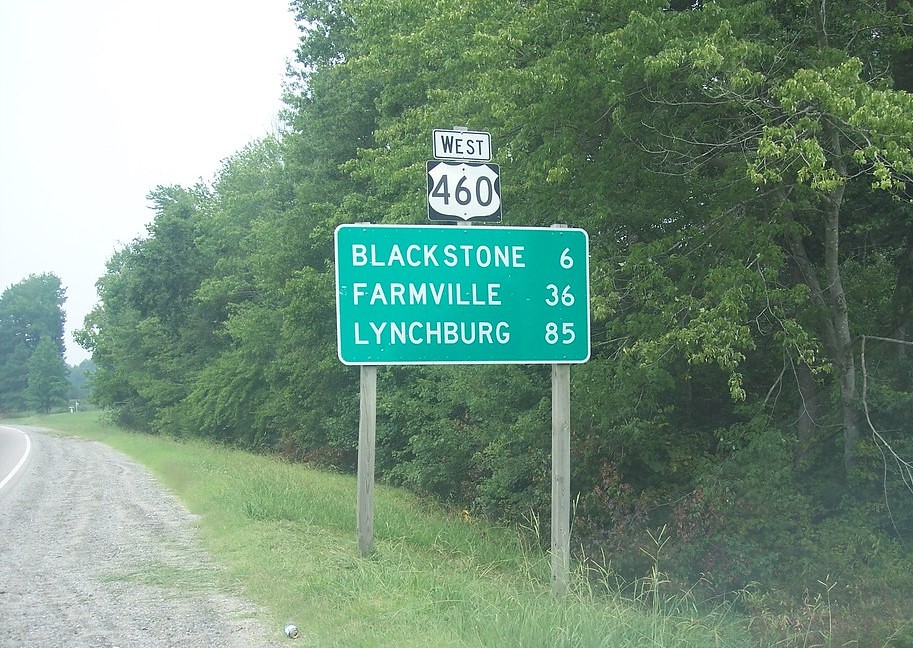 WEST
460
BLACKSTONE 6
FARMVILLE 36
LYNCHBURG 85